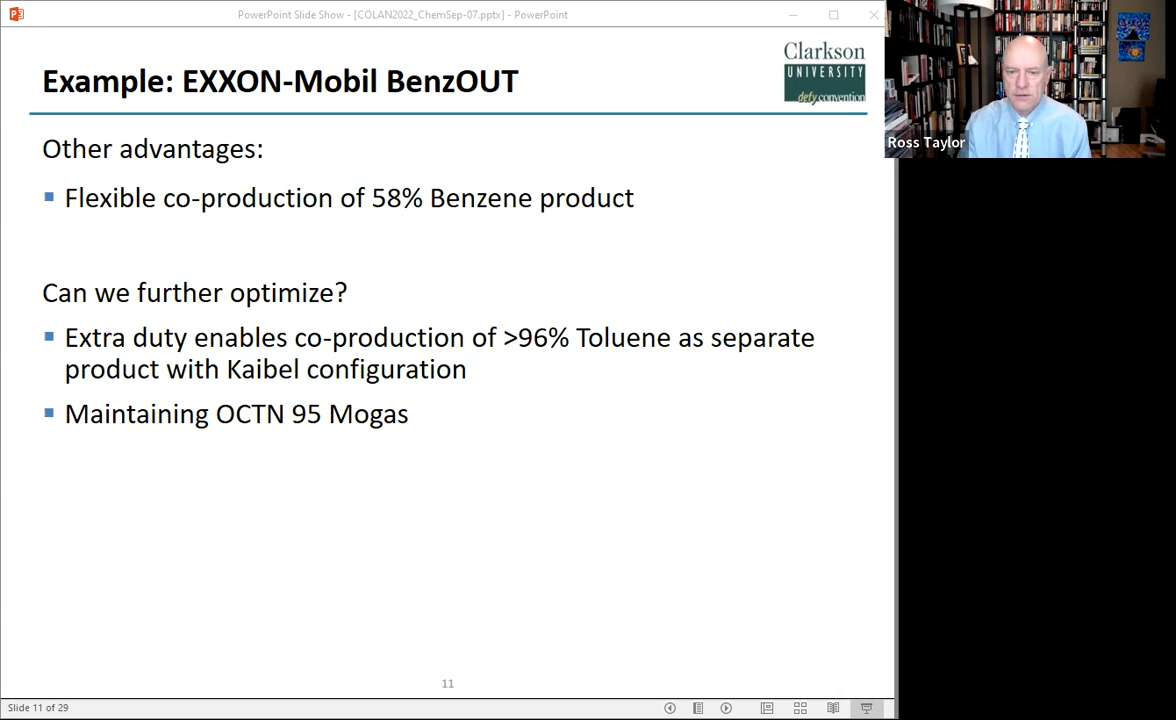 PowerPoint Slide Show - [COLAN2022_ChemSep-07.pptx] - PowerPoint
Clarkson
UNIVERSITY
defy convention
Example: EXXON-Mobil BenzOUT
Ross Taylor
Other advantages:
Flexible co-production of 58% Benzene product
Can we further optimize?
Extra duty enables co-production of >96% Toluene as separate
product with Kaibel configuration
Maintaining OCTN 95 Mogas
11
Slide 11 of 29